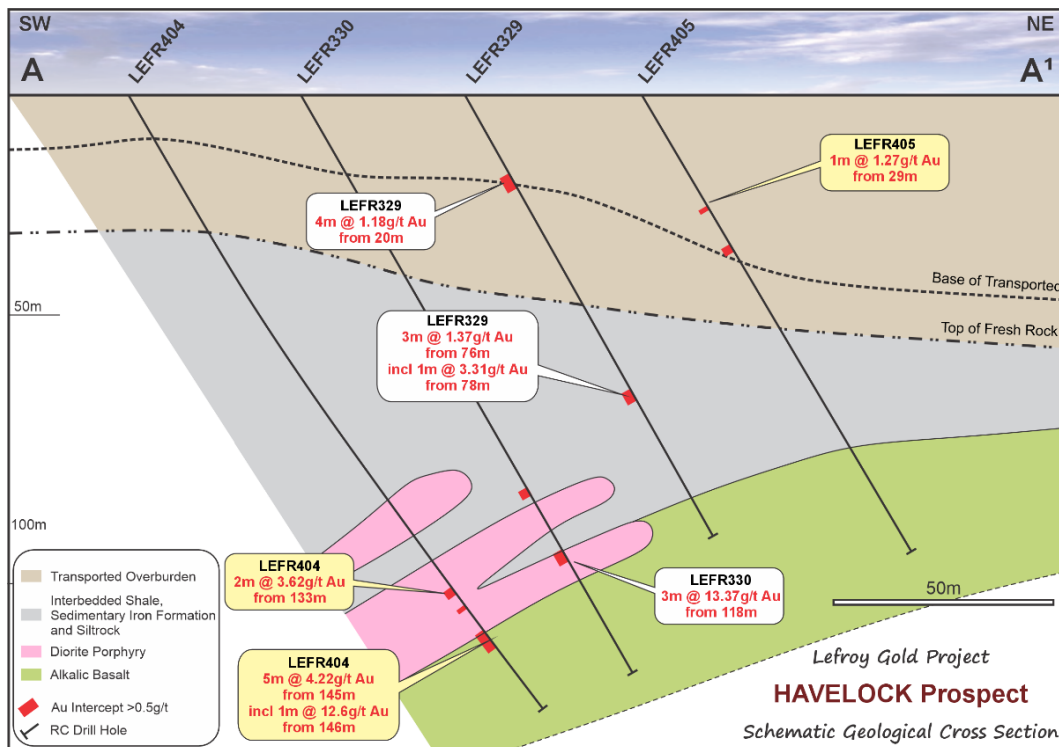 SW
NE
A
A¹
LEFR404
LEFR330
LEFR329
LEFR405
LEFR405
1m @ 1.27g/t Au
from 29m
LEFR329
4m @ 1.18g/t Au
from 20m
Base of Transported
50m
Top of Fresh Rock
LEFR329
3m @ 1.37g/t Au
from 76m
incl 1m @ 3.31g/t Au
from 78m
100m
LEFR404
2m @ 3.62g/t Au
from 133m
LEFR330
3m @ 13.37g/t Au
from 118m
50m
LEFR404
5m @ 4.22g/t Au
from 145m
incl 1m @ 12.6g/t Au
from 146m
Transported Overburden
Interbedded Shale,
Sedimentary Iron Formation
and Siltrock
Diorite Porphyry
Alkalic Basalt
Au Intercept >0.5g/t
RC Drill Hole
Lefroy Gold Project
HAVELOCK Prospect
Schematic Geological Cross Section